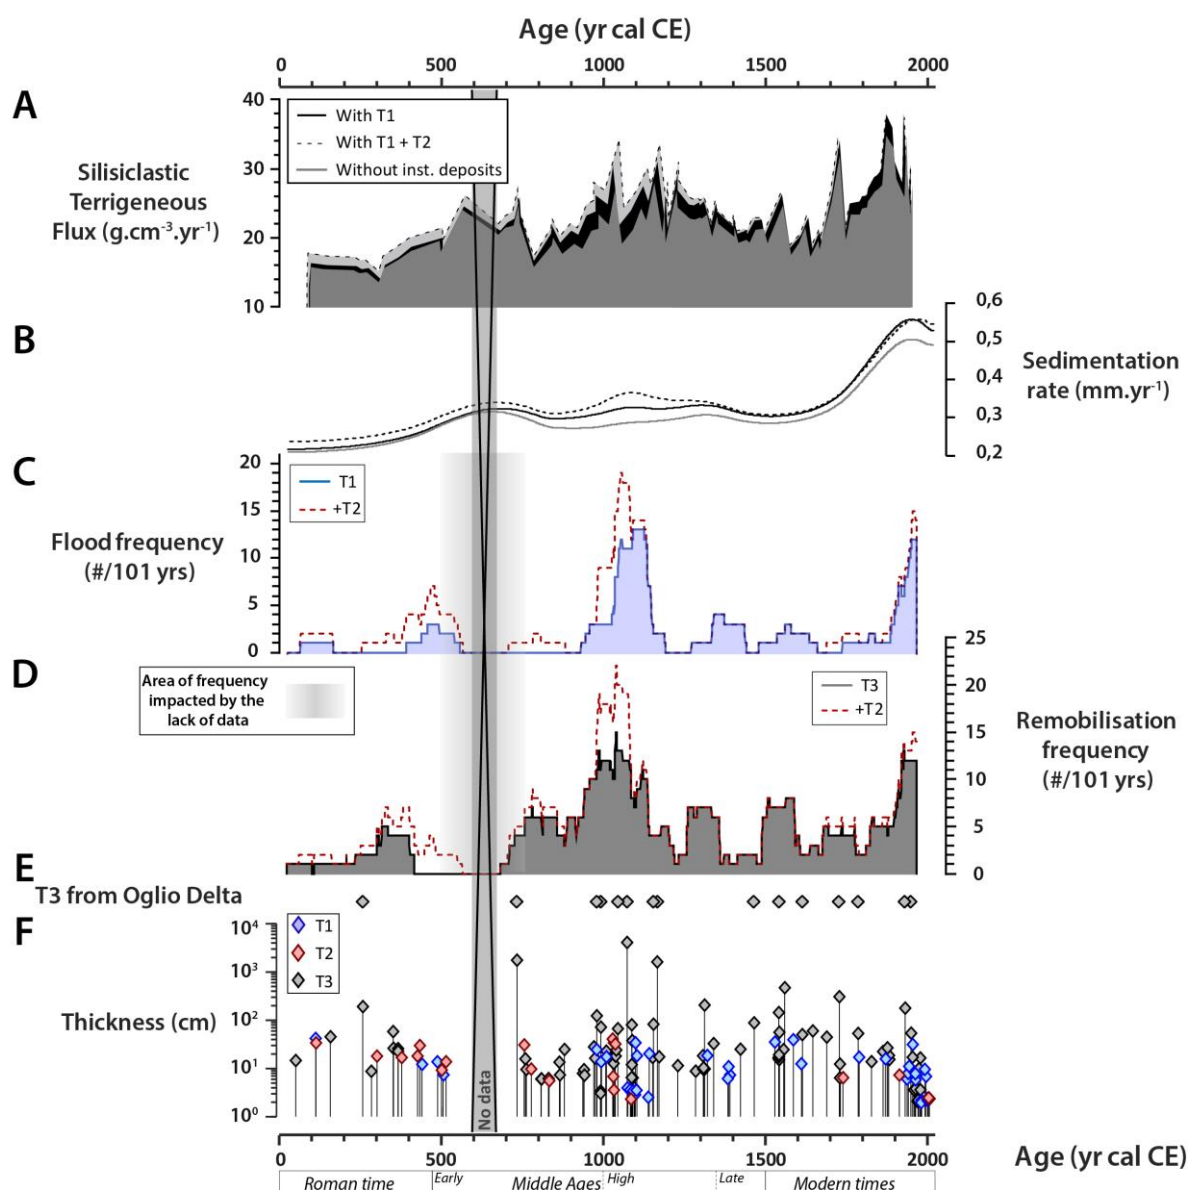 Age (yr cal CE)
0 500 1000 1500 2000
A
40
30
20
10
With T1
With T1 + T2
Without inst. deposits
Silisiclastic
Terrigeneous
Flux (g.cm⁻³.yr⁻¹)
B
0,6
0,5
0,4
0,3
0,2
Sedimentation
rate (mm.yr⁻¹)
C
20
15
10
5
0
T1
+T2
Flood frequency
(#/101 yrs)
D
Area of frequency
impacted by the
lack of data
25
20
15
10
5
0
T3
+T2
Remobilisation
frequency
(#/101 yrs)
E
T3 from Oglio Delta
F
10⁴
10³
10²
10¹
10⁰
T1
T2
T3
Thickness (cm)
No data
0 500 1000 1500 2000
Age (yr cal CE)
Roman time Early Middle Ages High Late Modern times